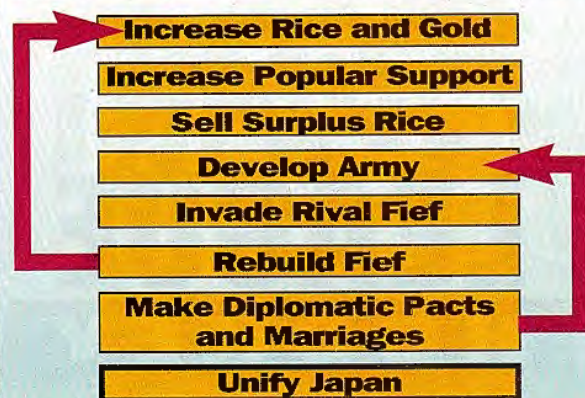 Increase Rice and Gold
Increase Popular Support
Sell Surplus Rice
Develop Army
Invade Rival Fief
Rebuild Fief
Make Diplomatic Pacts
and Marriages
Unify Japan